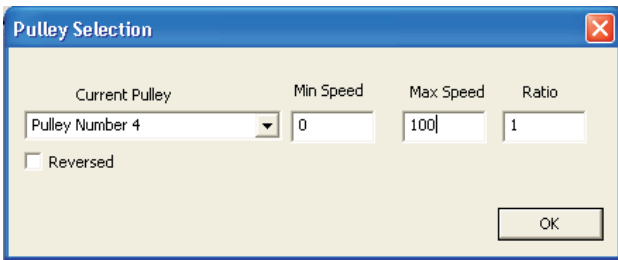 Pulley Selection
Current Pulley Min Speed Max Speed Ratio
Pulley Number 4 0 100 1
Reversed
OK